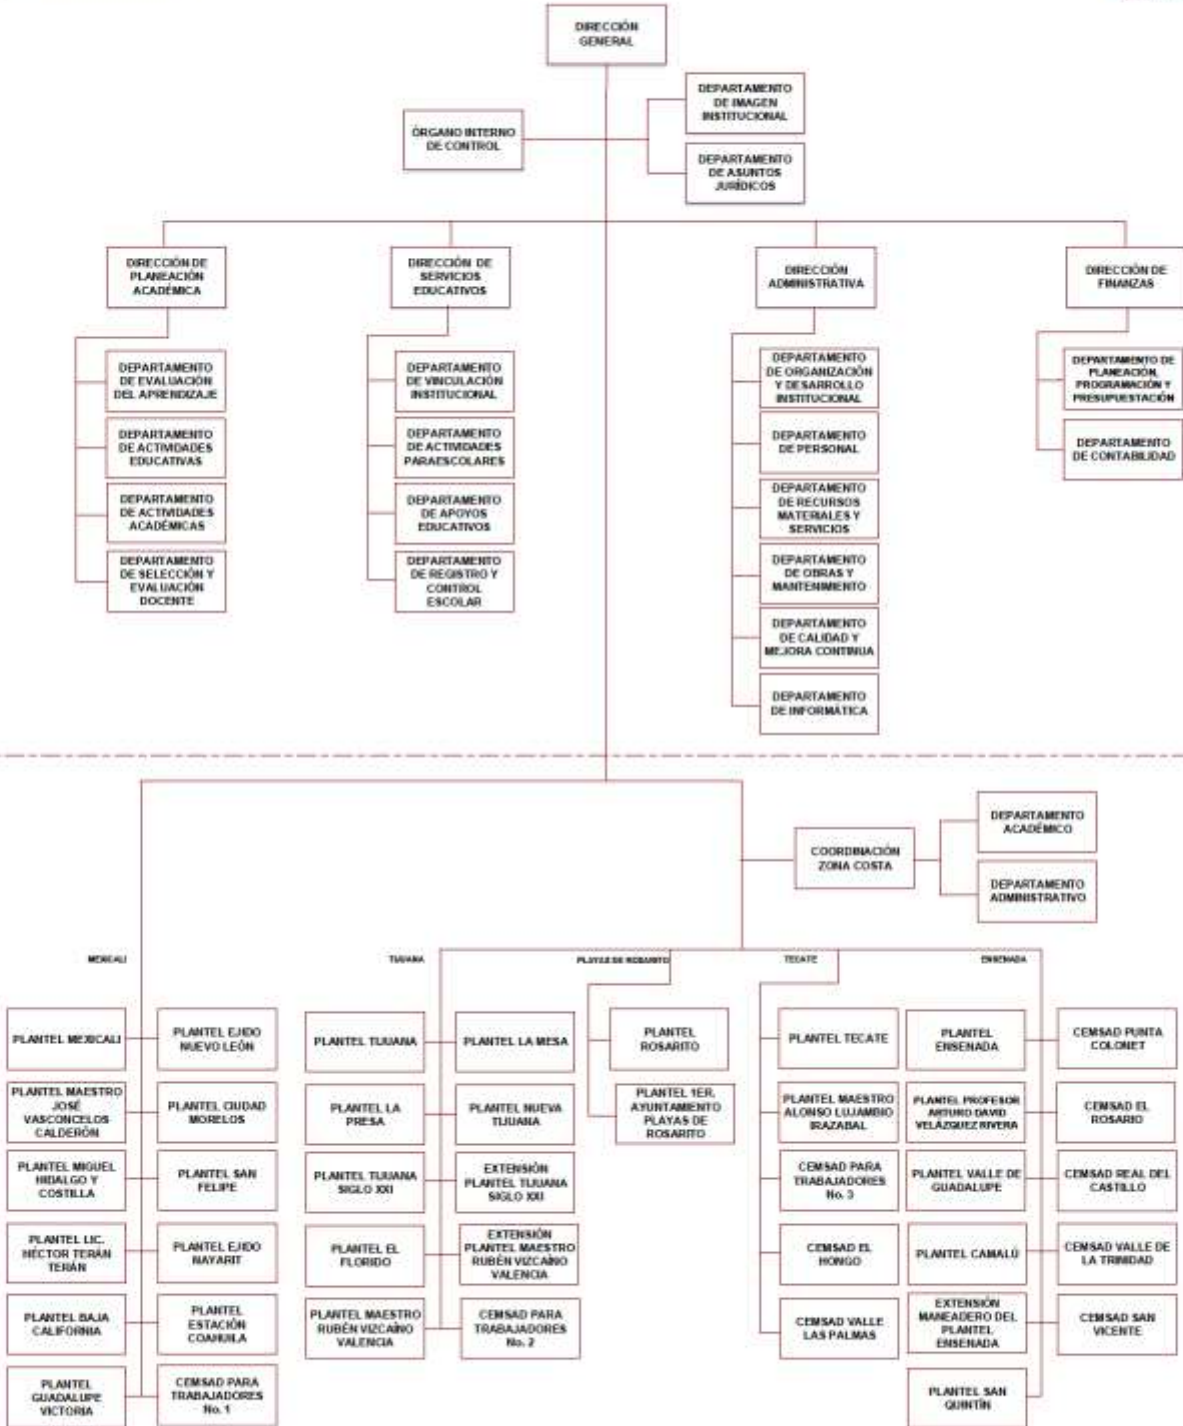 DIRECCIÓN
GENERAL
DEPARTAMENTO
DE IMAGEN
INSTITUCIONAL
ÓRGANO INTERNO
DE CONTROL
DEPARTAMENTO
DE ASUNTOS
JURÍDICOS
DIRECCIÓN DE
PLANEACIÓN
ACADÉMICA
DIRECCIÓN DE
SERVICIOS
EDUCATIVOS
DIRECCIÓN
ADMINISTRATIVA
DIRECCIÓN DE
FINANZAS
DEPARTAMENTO
DE EVALUACIÓN
DEL APRENDIZAJE
DEPARTAMENTO
DE ACTIVIDADES
EDUCATIVAS
DEPARTAMENTO
DE ACTIVIDADES
ACADÉMICAS
DEPARTAMENTO
DE SELECCIÓN Y
EVALUACIÓN
DOCENTE
DEPARTAMENTO
DE VINCULACIÓN
INSTITUCIONAL
DEPARTAMENTO
DE ACTIVIDADES
PARAESCOLARES
DEPARTAMENTO
DE APOYOS
EDUCATIVOS
DEPARTAMENTO
DE REGISTRO Y
CONTROL
ESCOLAR
DEPARTAMENTO
DE ORGANIZACIÓN
Y DESARROLLO
INSTITUCIONAL
DEPARTAMENTO
DE PERSONAL
DEPARTAMENTO
DE RECURSOS
MATERIALES Y
SERVICIOS
DEPARTAMENTO
DE OBRAS Y
MANTENIMIENTO
DEPARTAMENTO
DE CALIDAD Y
MEJORA CONTINUA
DEPARTAMENTO
DE INFORMÁTICA
DEPARTAMENTO DE
PLANEACIÓN,
PROGRAMACIÓN Y
PRESUPUESTACIÓN
DEPARTAMENTO
DE CONTABILIDAD
COORDINACIÓN
ZONA COSTA
DEPARTAMENTO
ACADÉMICO
DEPARTAMENTO
ADMINISTRATIVO
MEXICALI
PLANTEL MEXICALI
PLANTEL EJIDO
NUEVO LEÓN
PLANTEL MAESTRO
JOSÉ
VASCONCELOS
CALDERÓN
PLANTEL CIUDAD
MORELOS
PLANTEL MIGUEL
HIDALGO Y
COSTILLA
PLANTEL SAN
FELIPE
PLANTEL LIC.
HÉCTOR TERÁN
TERÁN
PLANTEL EJIDO
NAYARIT
PLANTEL BAJA
CALIFORNIA
PLANTEL
ESTACIÓN
COAHUILA
PLANTEL
GUADALUPE
VICTORIA
CEMSAD PARA
TRABAJADORES
No. 1
TIJUANA
PLANTEL TIJUANA
PLANTEL LA MESA
PLANTEL LA
PRESA
PLANTEL NUEVA
TIJUANA
PLANTEL TIJUANA
SIGLO XXI
EXTENSIÓN
PLANTEL TIJUANA
SIGLO XXI
PLANTEL EL
FLORIDO
EXTENSIÓN
PLANTEL MAESTRO
RUBÉN VIZCAÍNO
VALENCIA
PLANTEL MAESTRO
RUBÉN VIZCAÍNO
VALENCIA
CEMSAD PARA
TRABAJADORES
No. 2
PLAYAS DE ROSARITO
PLANTEL
ROSARITO
PLANTEL 1ER.
AYUNTAMIENTO
PLAYAS DE
ROSARITO
TECATE
PLANTEL TECATE
PLANTEL MAESTRO
ALONSO LUJAMBIO
IRAZABAL
CEMSAD PARA
TRABAJADORES
No. 3
CEMSAD EL
HONGO
CEMSAD VALLE
LAS PALMAS
ENSENADA
PLANTEL
ENSENADA
CEMSAD PUNTA
COLONET
PLANTEL PROFESOR
ARTURO DAVID
VELÁZQUEZ RIVERA
CEMSAD EL
ROSARIO
PLANTEL VALLE DE
GUADALUPE
CEMSAD REAL DEL
CASTILLO
PLANTEL CAMALÚ
CEMSAD VALLE DE
LA TRINIDAD
EXTENSIÓN
MANEADERO DEL
PLANTEL
ENSENADA
CEMSAD SAN
VICENTE
PLANTEL SAN
QUINTÍN